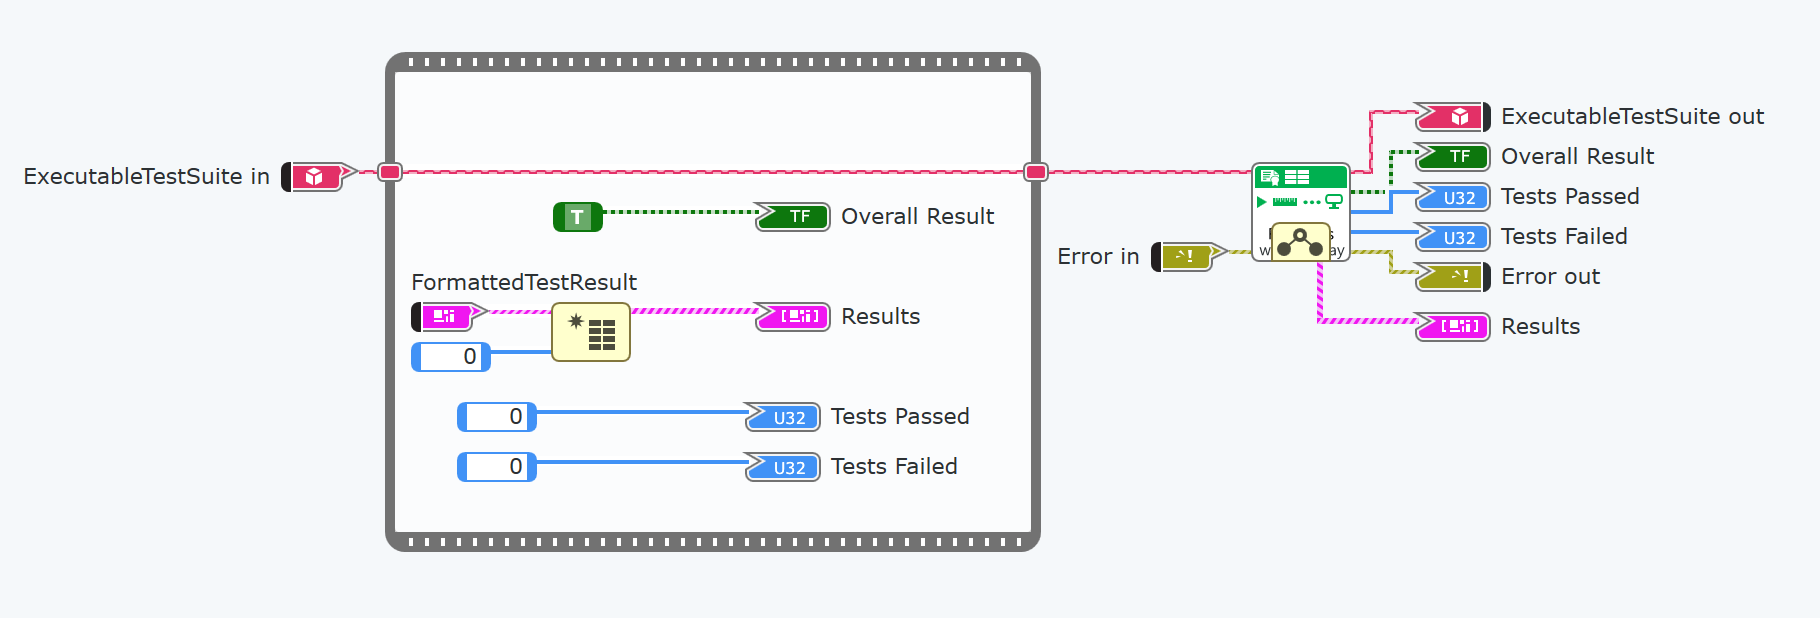 ExecutableTestSuite in
T
TF
Overall Result
FormattedTestResult
Results
0
0
U32
Tests Passed
0
U32
Tests Failed
Error in
ExecutableTestSuite out
TF
Overall Result
U32
Tests Passed
U32
Tests Failed
Error out
Results